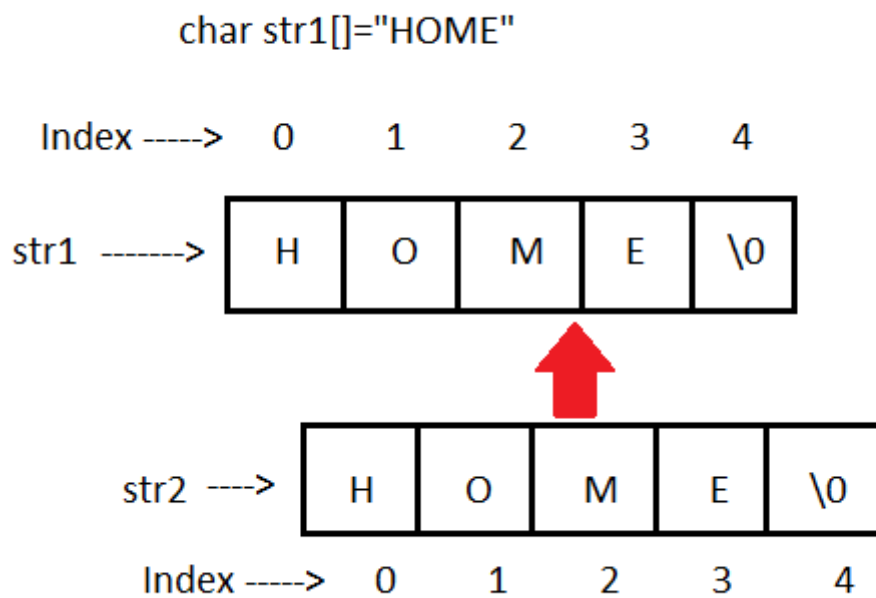 char str1[]="HOME"
Index -----> 0 1 2 3 4
str1 -------> H O M E \0
str2 ----> H O M E \0
Index -----> 0 1 2 3 4